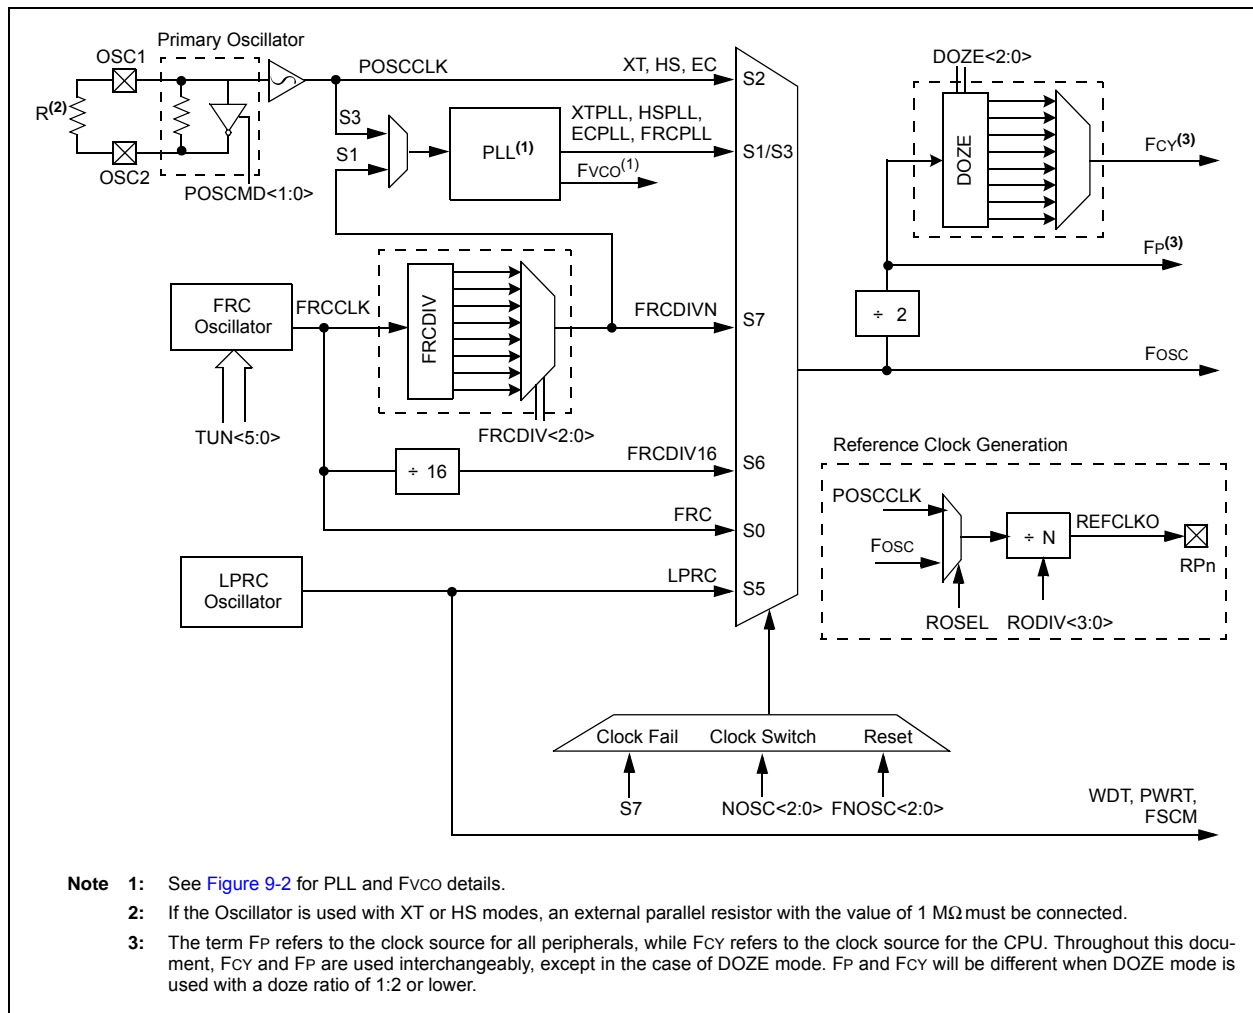 Primary Oscillator
OSC1
POSCCLK
XT, HS, EC
S2
DOZE<2:0>
R(2)
S3
XTPLL, HSPLL,
ECPLL, FRCPLL
PLL(1)
S1/S3
S1
FVCO(1)
DOZE
FCY(3)
OSC2
POSCMD<1:0>
FP(3)
FRC
Oscillator
FRCCLK
FRCDIV
FRCDIVN
S7
÷ 2
FOSC
TUN<5:0>
FRCDIV<2:0>
÷ 16
FRCDIV16
S6
Reference Clock Generation
POSCCLK
FRC
S0
÷ N
REFCLKO
FOSC
RPn
LPRC
Oscillator
LPRC
S5
ROSEL
RODIV<3:0>
Clock Fail
Clock Switch
Reset
S7
NOSC<2:0>
FNOSC<2:0>
WDT, PWRT,
FSCM
Note 1: See Figure 9-2 for PLL and FVCO details.
2: If the Oscillator is used with XT or HS modes, an external parallel resistor with the value of 1 MΩ must be connected.
3: The term FP refers to the clock source for all peripherals, while FCY refers to the clock source for the CPU. Throughout this docu-
ment, FCY and FP are used interchangeably, except in the case of DOZE mode. FP and FCY will be different when DOZE mode is
used with a doze ratio of 1:2 or lower.